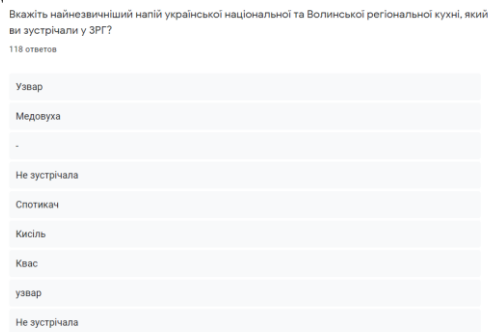 Вкажіть найнезвичніший напій української національної та Волинської регіональної кухні, який
ви зустрічали у ЗРГ?
118 ответов
Узвар
Медовуха
-
Не зустрічала
Спотикач
Кисіль
Квас
узвар
Не зустрічала